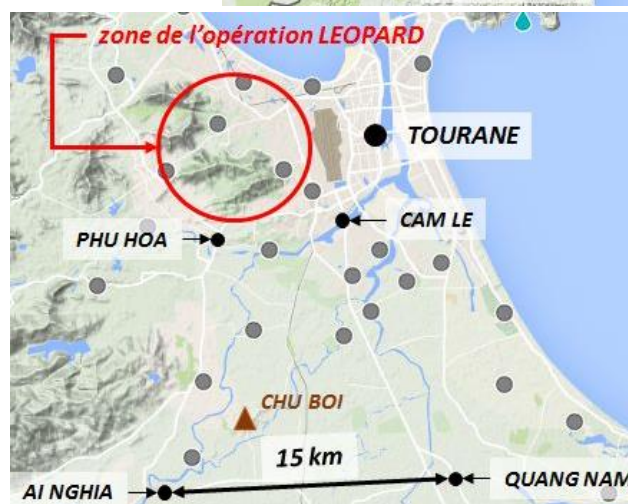 zone de l’opération LEOPARD
TOURANE
CAM LE
PHU HOA
CHU BOI
15 km
AI NGHIA
QUANG NAM